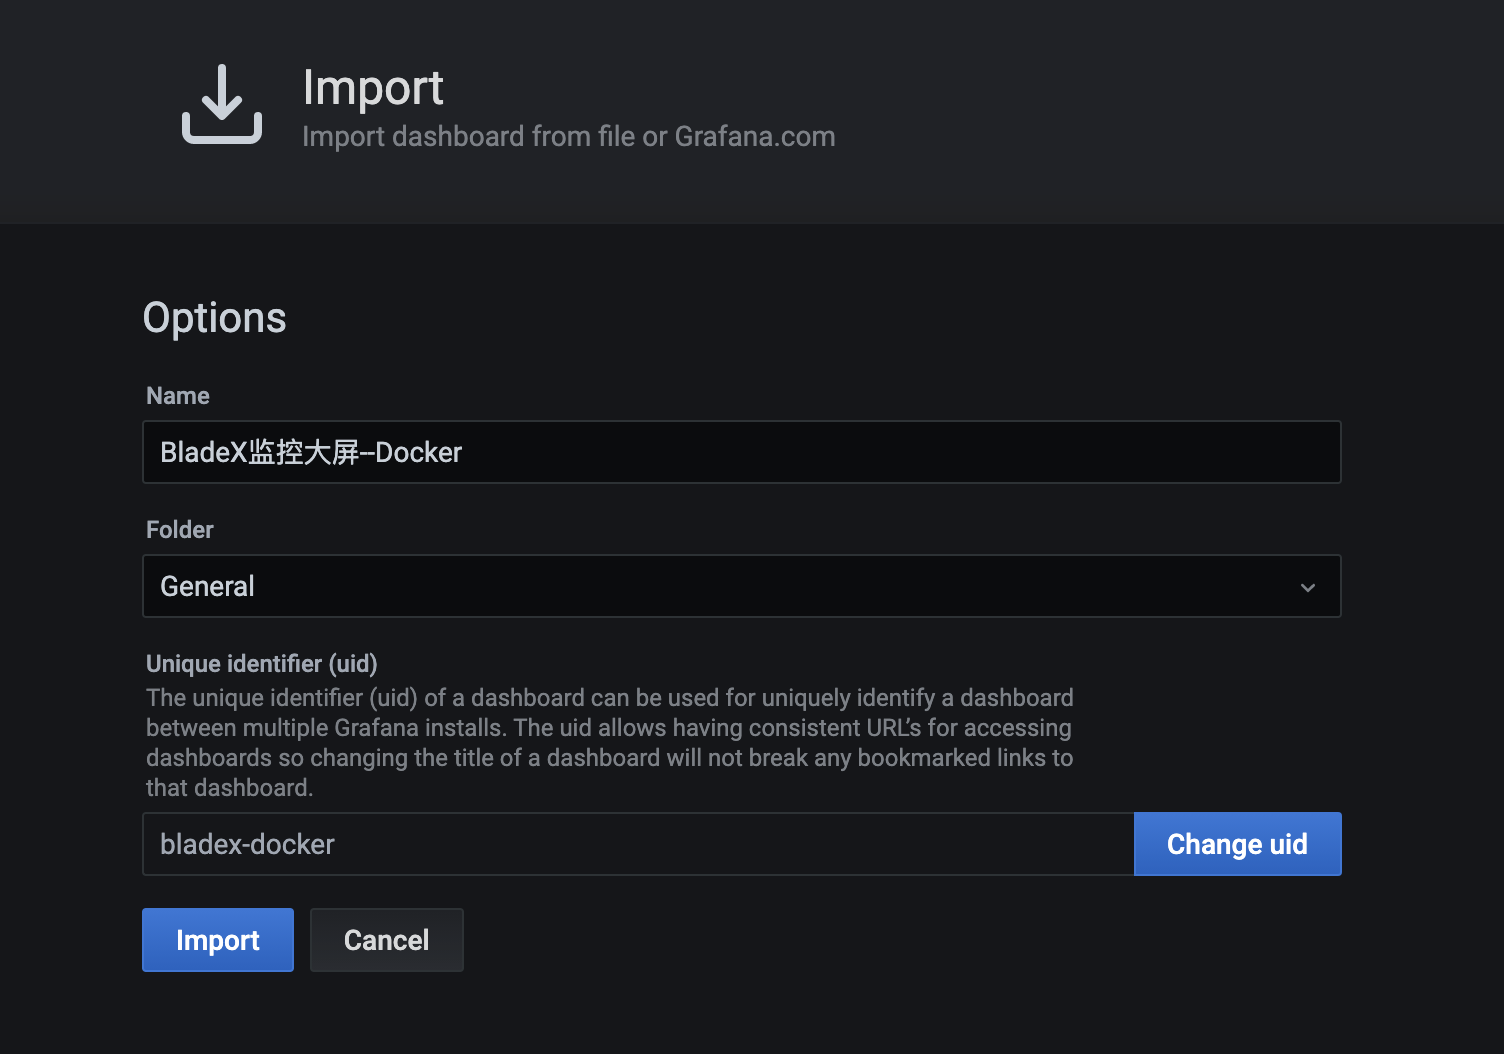 Import
Import dashboard from file or Grafana.com
Options
Name
BladeX监控大屏--Docker
Folder
General
Unique identifier (uid)
The unique identifier (uid) of a dashboard can be used for uniquely identify a dashboard
between multiple Grafana installs. The uid allows having consistent URL’s for accessing
dashboards so changing the title of a dashboard will not break any bookmarked links to
that dashboard.
bladex-docker
Change uid
Import
Cancel